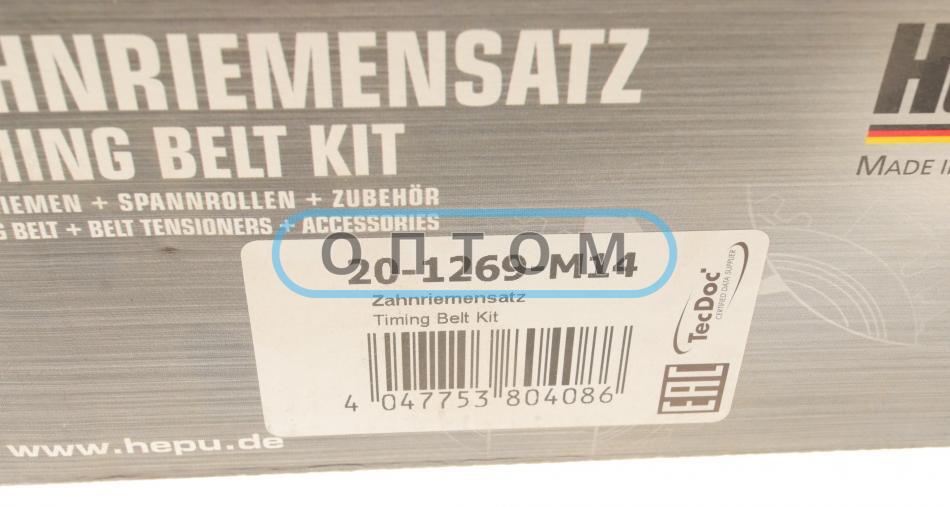 HNRIEMENSATZ
MING BELT KIT
IEMEN + SPANNROLLEN + ZUBEHÖR
G BELT + BELT TENSIONERS + ACCESSORIES
H
MADE I
ОПТОМ
20-1269-M14
Zahnriemensatz
Timing Belt Kit
4 047753 804086
TecDoc
CERTIFIED DATA SUPPLIER
EAC
www.hepu.de